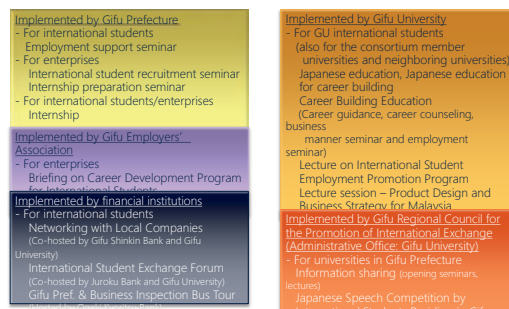 Implemented by Gifu Prefecture
- For international students
Employment support seminar
- For enterprises
International student recruitment seminar
Internship preparation seminar
- For international students/enterprises
Internship
Implemented by Gifu Employers'
Association
- For enterprises
Briefing on Career Development Program
for International Students
Implemented by financial institutions
- For international students
Networking with Local Companies
(Co-hosted by Gifu Shinkin Bank and Gifu
University)
International Student Exchange Forum
(Co-hosted by Juroku Bank and Gifu University)
Gifu Pref. & Business Inspection Bus Tour
Implemented by Gifu University
- For GU international students
(also for the consortium member
universities and neighboring universities)
Japanese education, Japanese education
for career building
Career Building Education
(Career guidance, career counseling,
business
manner seminar and employment
seminar)
Lecture on International Student
Employment Promotion Program
Lecture session – Product Design and
Business Strategy for Malaysia
Implemented by Gifu Regional Council for
the Promotion of International Exchange
(Administrative Office: Gifu University)
- For universities in Gifu Prefecture
Information sharing (opening seminars,
lectures)
Japanese Speech Competition by